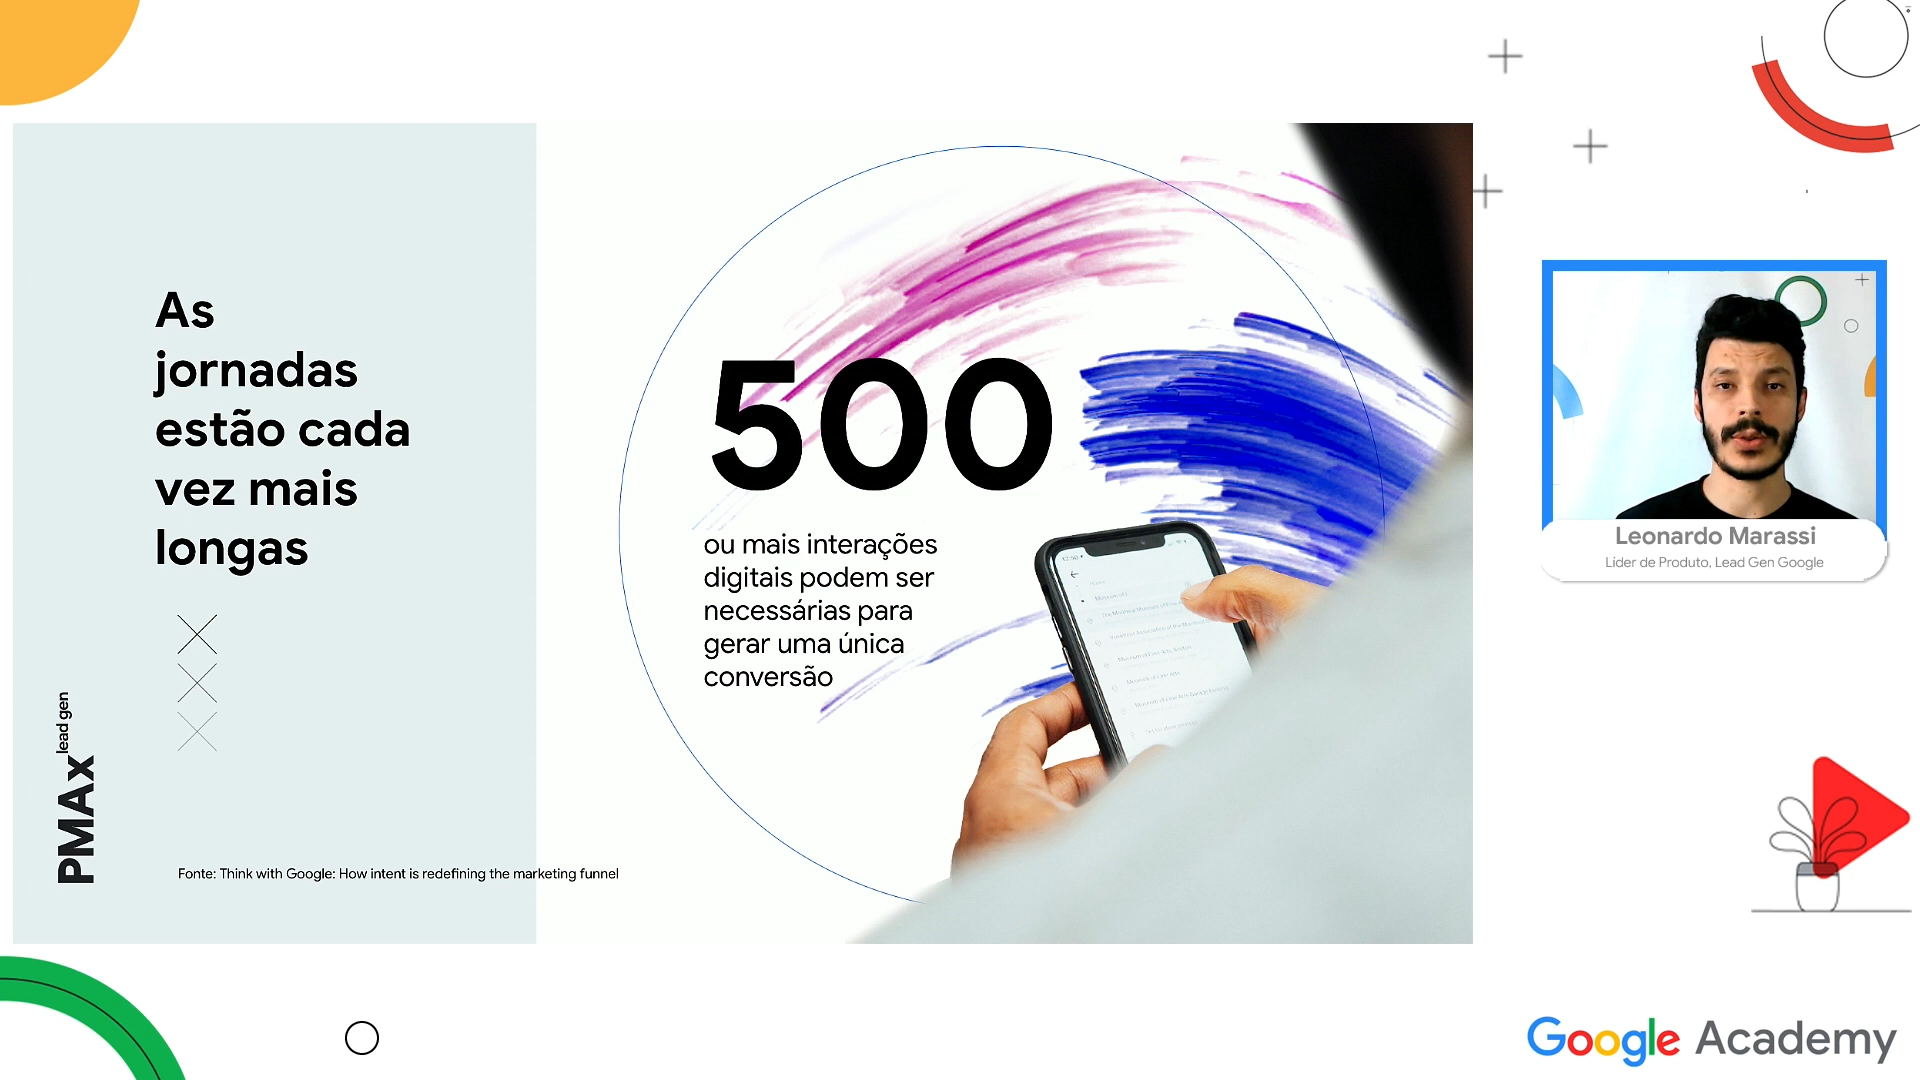 As
jornadas
estão cada
vez mais
longas
PMAx lead gen
Fonte: Think with Google: How intent is redefining the marketing funnel
500
ou mais interações
digitais podem ser
necessárias para
gerar uma única
conversão
Leonardo Marassi
Líder de Produto, Lead Gen Google
Google Academy